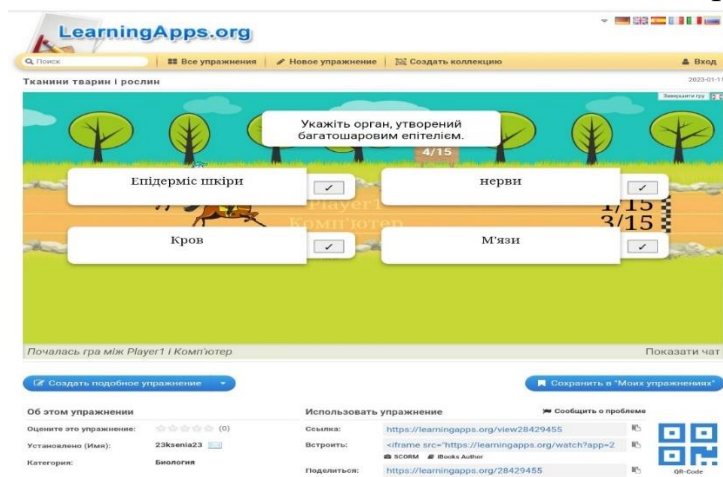 LearningApps.org
Поиск
Все упражнения
Новое упражнение
Создать коллекцию
Вход
Тканини тварин і рослин
2023-01-11
Завершити гру
Укажіть орган, утворений
багатошаровим епітелієм.
4/15
Епідерміс шкіри
нерви
Player1
1/15
Комп'ютер
3/15
Кров
М'язи
Почалась гра між Player1 і Комп'ютер
Показати чат
Создать подобное упражнение
Сохранить в "Моих упражнениях"
Об этом упражнении
Использовать упражнение
Сообщить о проблеме
Оцените это упражнение:
(0)
Ссылка:
https://learningapps.org/view28429455
Установлено (Имя):
23ksenia23
Встроить:
<iframe src="https://learningapps.org/watch?app=2
SCORM
iBooks Author
Категория:
Биология
Поделиться:
https://learningapps.org/28429455
QR-Code